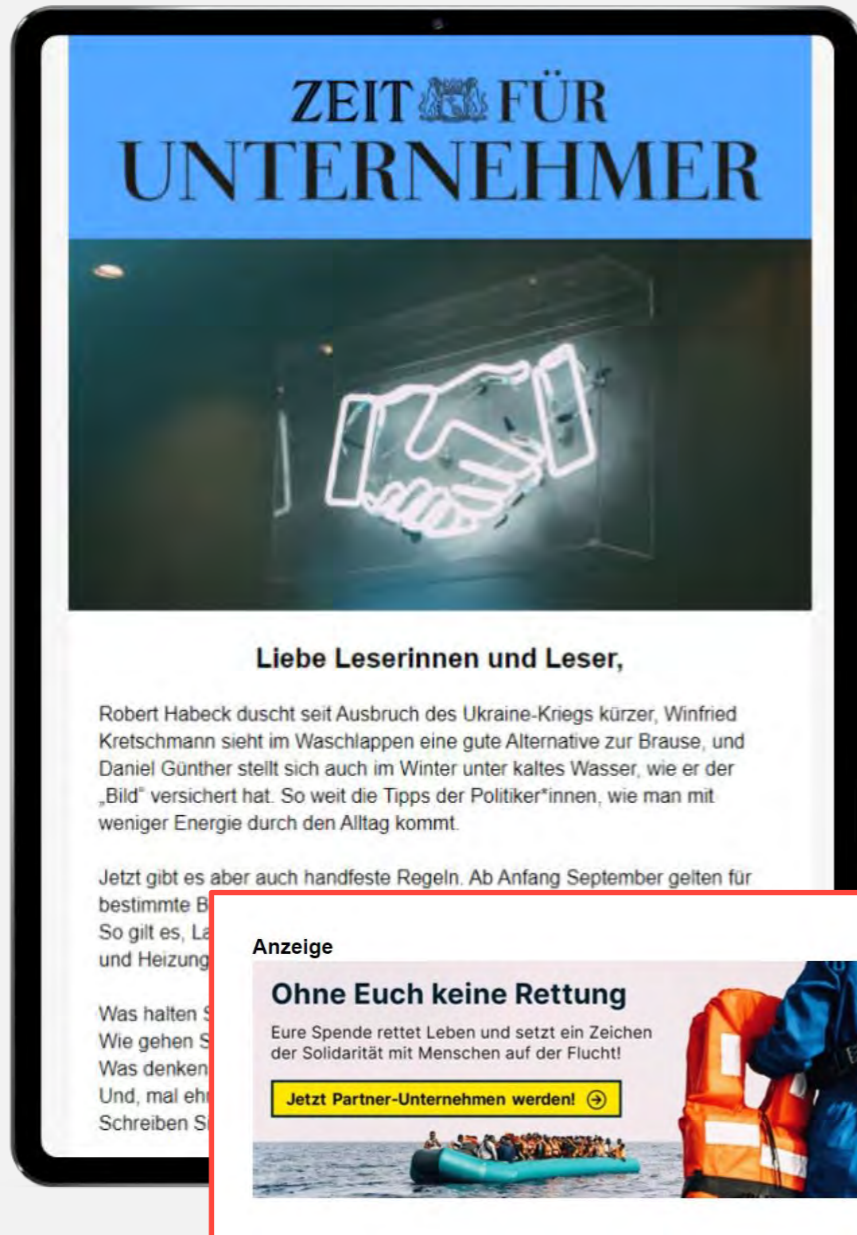 ZEIT FÜR
UNTERNEHMER
Liebe Leserinnen und Leser,
Robert Habeck duscht seit Ausbruch des Ukraine-Kriegs kürzer, Winfried
Kretschmann sieht im Waschlappen eine gute Alternative zur Brause, und
Daniel Günther stellt sich auch im Winter unter kaltes Wasser, wie er der
„Bild“ versichert hat. So weit die Tipps der Politiker*innen, wie man mit
weniger Energie durch den Alltag kommt.
Jetzt gibt es aber auch handfeste Regeln. Ab Anfang September gelten für
bestimmte
So gilt es,
und Heizung
Was halten
Wie gehen
Was denken
Und, mal
Schreiben
Anzeige
Ohne Euch keine Rettung
Eure Spende rettet Leben und setzt ein Zeichen
der Solidarität mit Menschen auf der Flucht!
Jetzt Partner-Unternehmen werden!